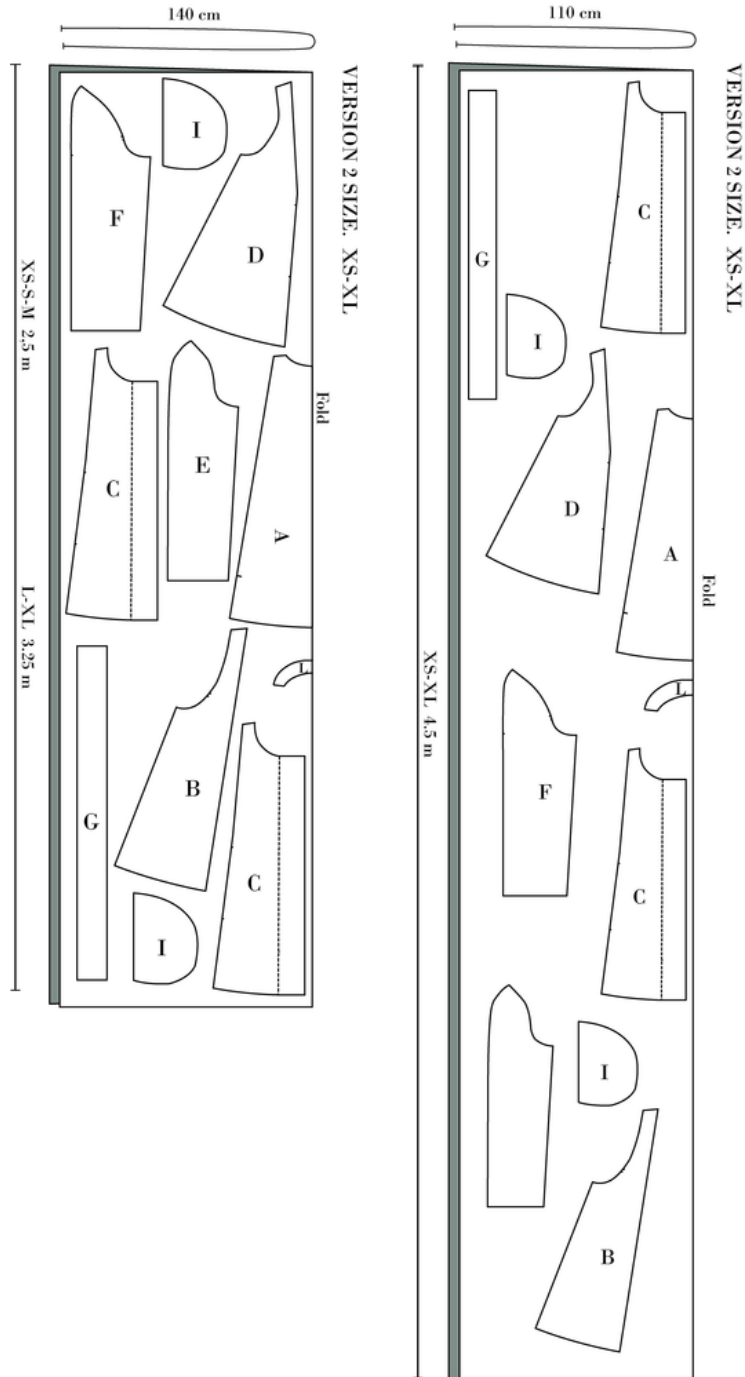 140 cm
VERSION 2 SIZE. XS-XL
XS-S-M 2,5 m
L-XL 3.25 m
Fold
I
F
D
C
E
A
L
B
G
C
I
110 cm
VERSION 2 SIZE. XS-XL
XS-XL 4.5 m
Fold
C
G
I
D
A
L
F
C
I
B